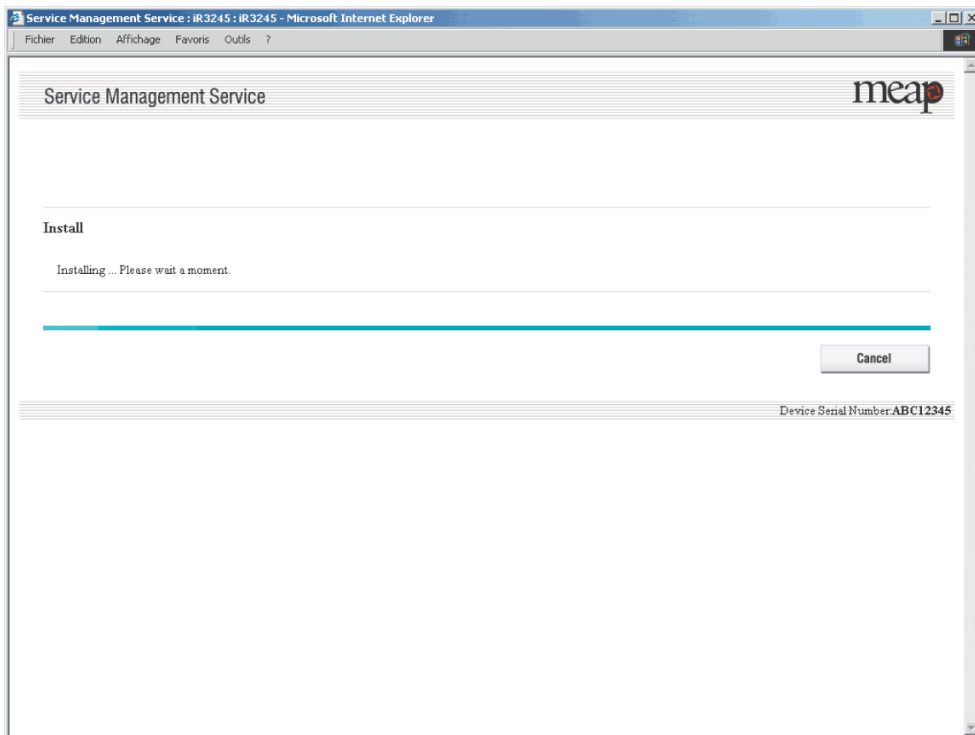 Service Management Service : iR3245 : iR3245 - Microsoft Internet Explorer
Fichier Edition Affichage Favoris Outils ?
Service Management Service
meap
Install
Installing ... Please wait a moment.
Cancel
Device Serial Number:ABC12345